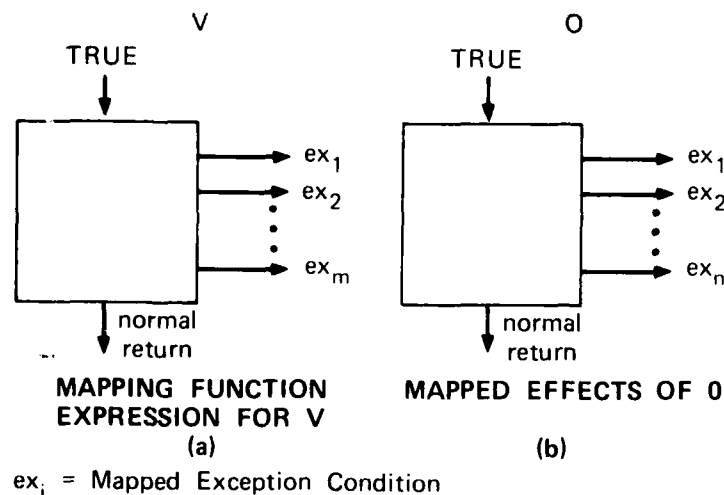 V
TRUE
ex1
ex2
exm
normal
return
MAPPING FUNCTION
EXPRESSION FOR V
(a)
O
TRUE
ex1
ex2
exn
normal
return
MAPPED EFFECTS OF 0
(b)
exi = Mapped Exception Condition